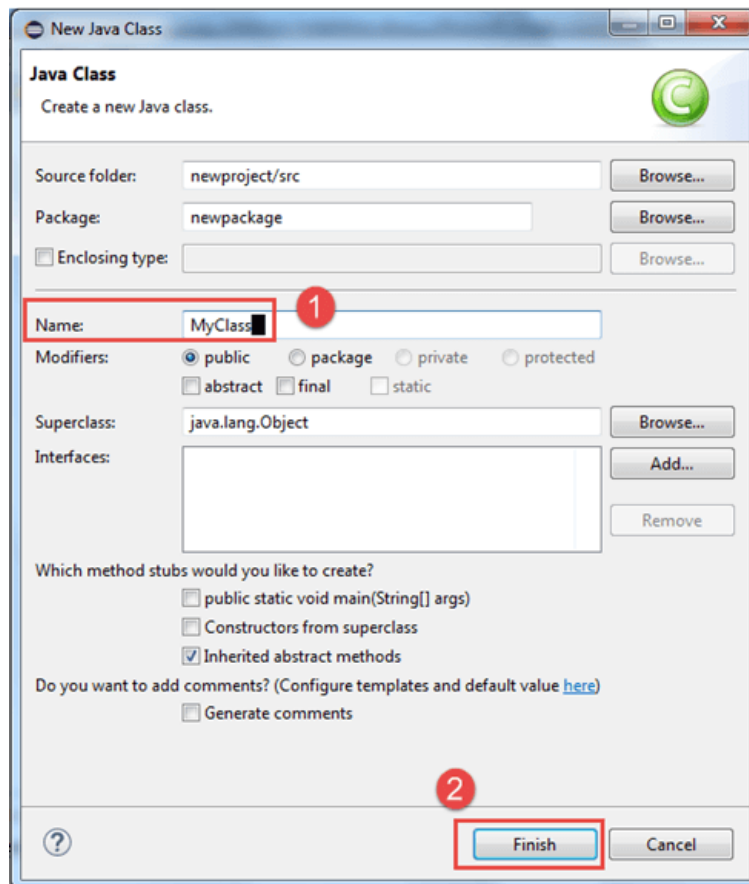 New Java Class
Java Class
Create a new Java class.
C
Source folder: newproject/src Browse...
Package: newpackage Browse...
Enclosing type: Browse...
1
Name: MyClass
Modifiers: public package private protected
abstract final static
Superclass: java.lang.Object Browse...
Interfaces: Add...
Remove
Which method stubs would you like to create?
public static void main(String[] args)
Constructors from superclass
Inherited abstract methods
Do you want to add comments? (Configure templates and default value here)
Generate comments
2
? Finish Cancel